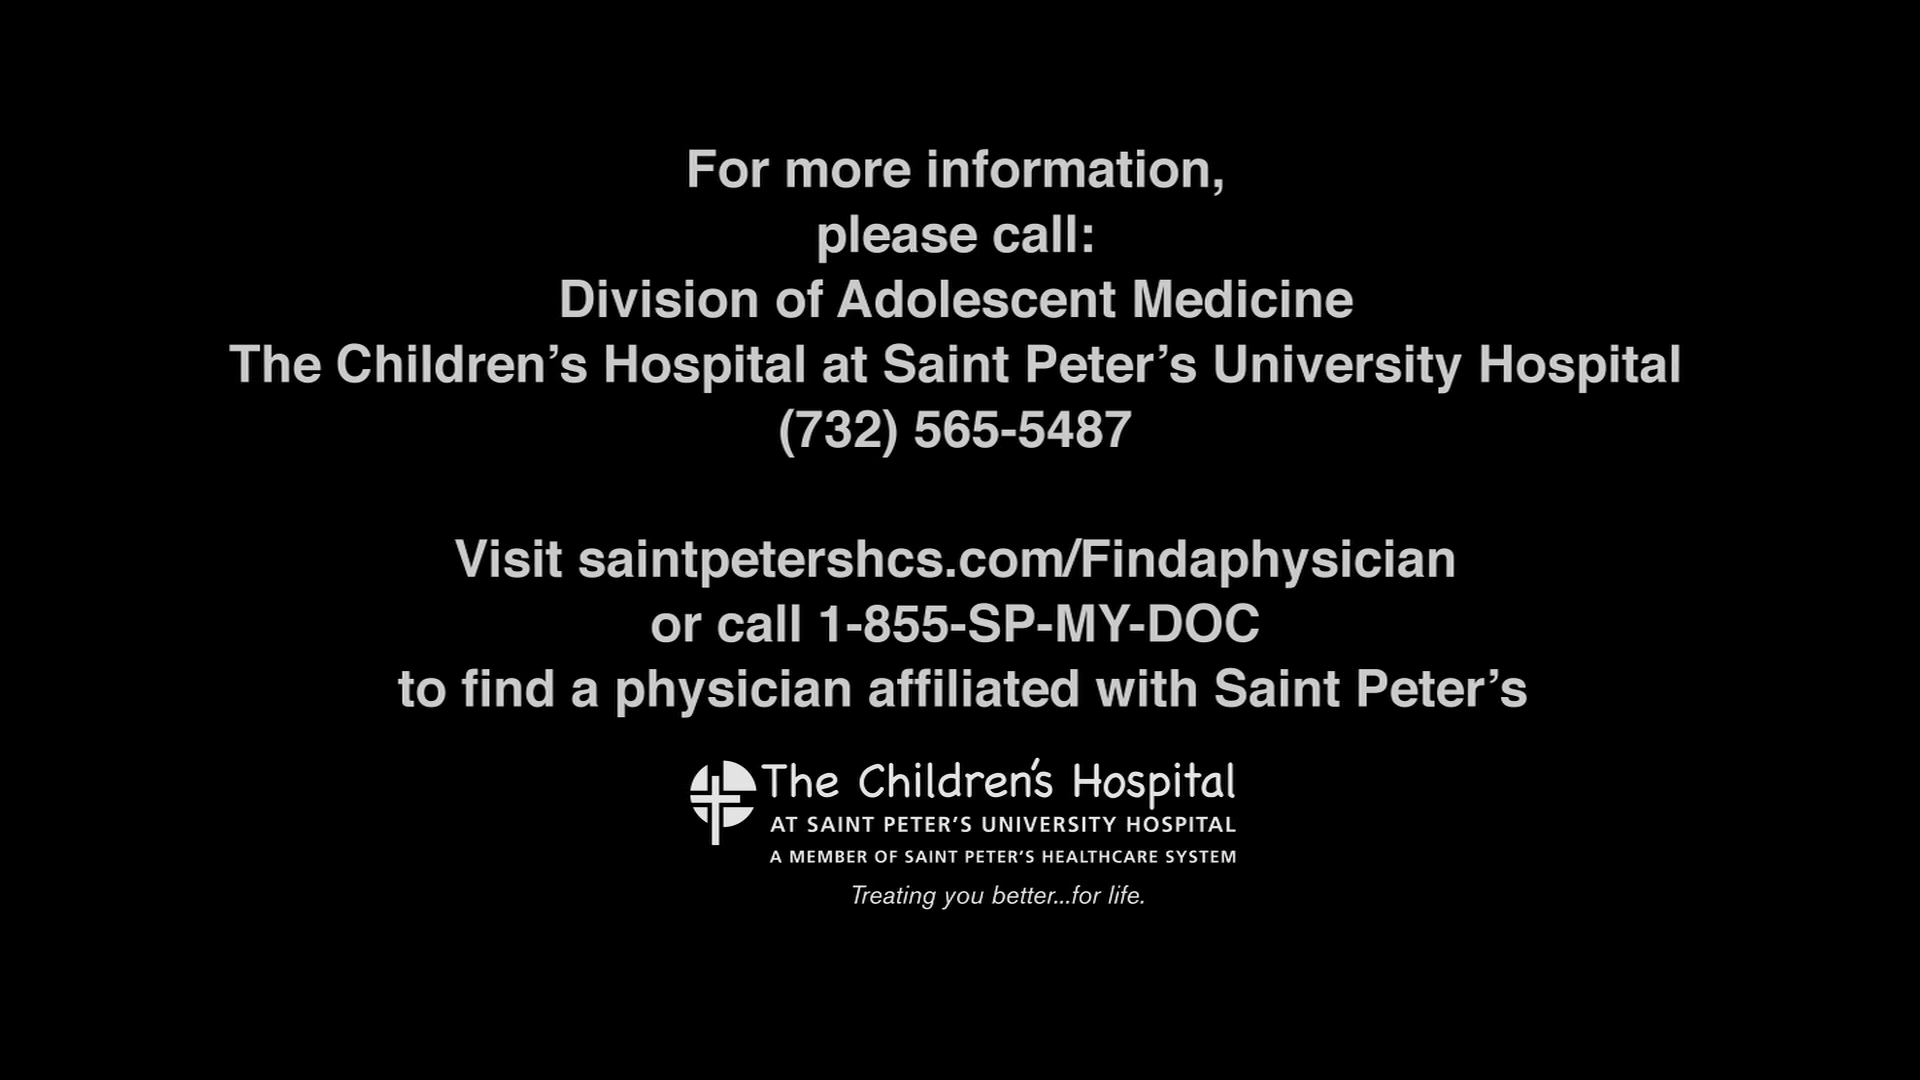 For more information,
please call:
Division of Adolescent Medicine
The Children’s Hospital at Saint Peter’s University Hospital
(732) 565-5487
Visit saintpetershcs.com/Findaphysician
or call 1-855-SP-MY-DOC
to find a physician affiliated with Saint Peter’s
The Children's Hospital
AT SAINT PETER’S UNIVERSITY HOSPITAL
A MEMBER OF SAINT PETER’S HEALTHCARE SYSTEM
Treating you better...for life.